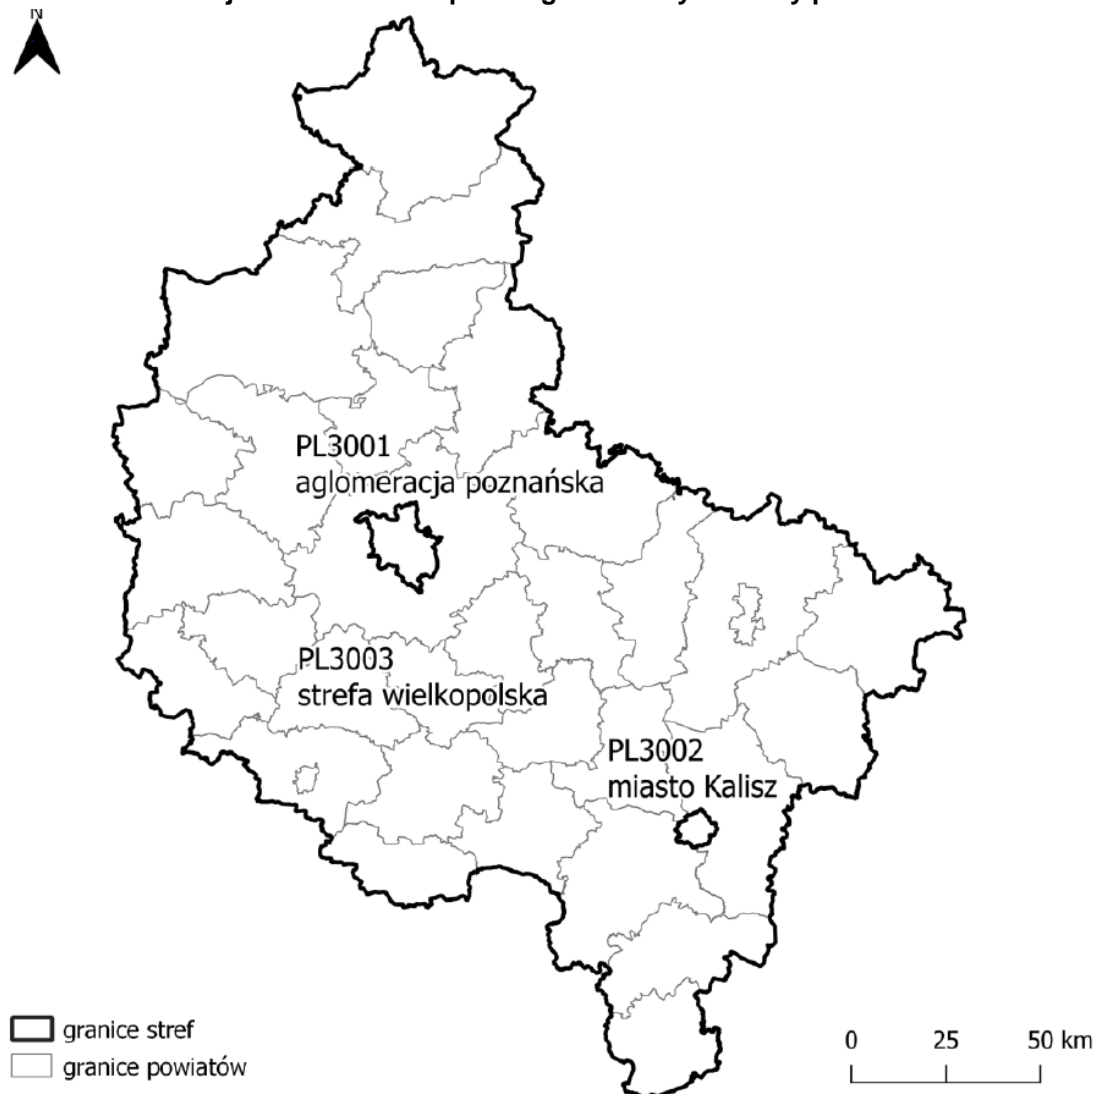 N
PL3001
aglomeracja poznańska
PL3003
strefa wielkopolska
PL3002
miasto Kalisz
granice stref
granice powiatów
0 25 50 km